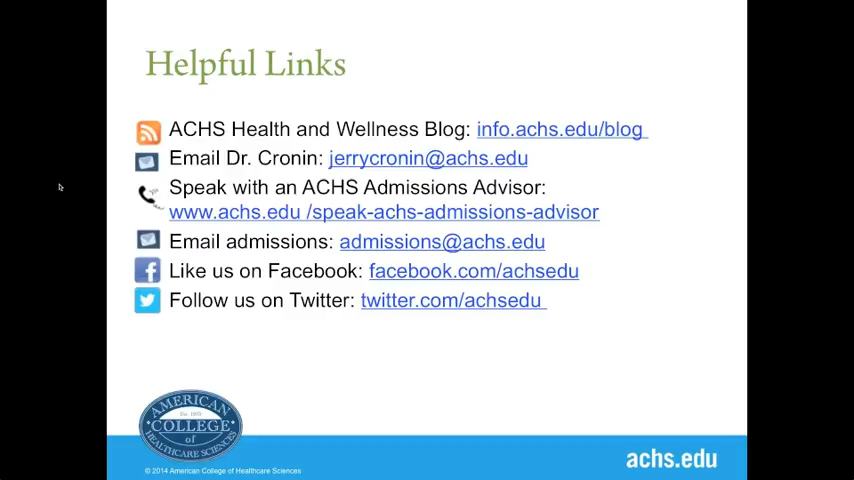 Helpful Links
ACHS Health and Wellness Blog: info.achs.edu/blog
Email Dr. Cronin: jerrycronin@achs.edu
Speak with an ACHS Admissions Advisor:
www.achs.edu /speak-achs-admissions-advisor
Email admissions: admissions@achs.edu
Like us on Facebook: facebook.com/achsedu
Follow us on Twitter: twitter.com/achsedu
AMERICAN
COLLEGE
of
HEALTHCARE SCIENCES
achs.edu
© 2014 American College of Healthcare Sciences